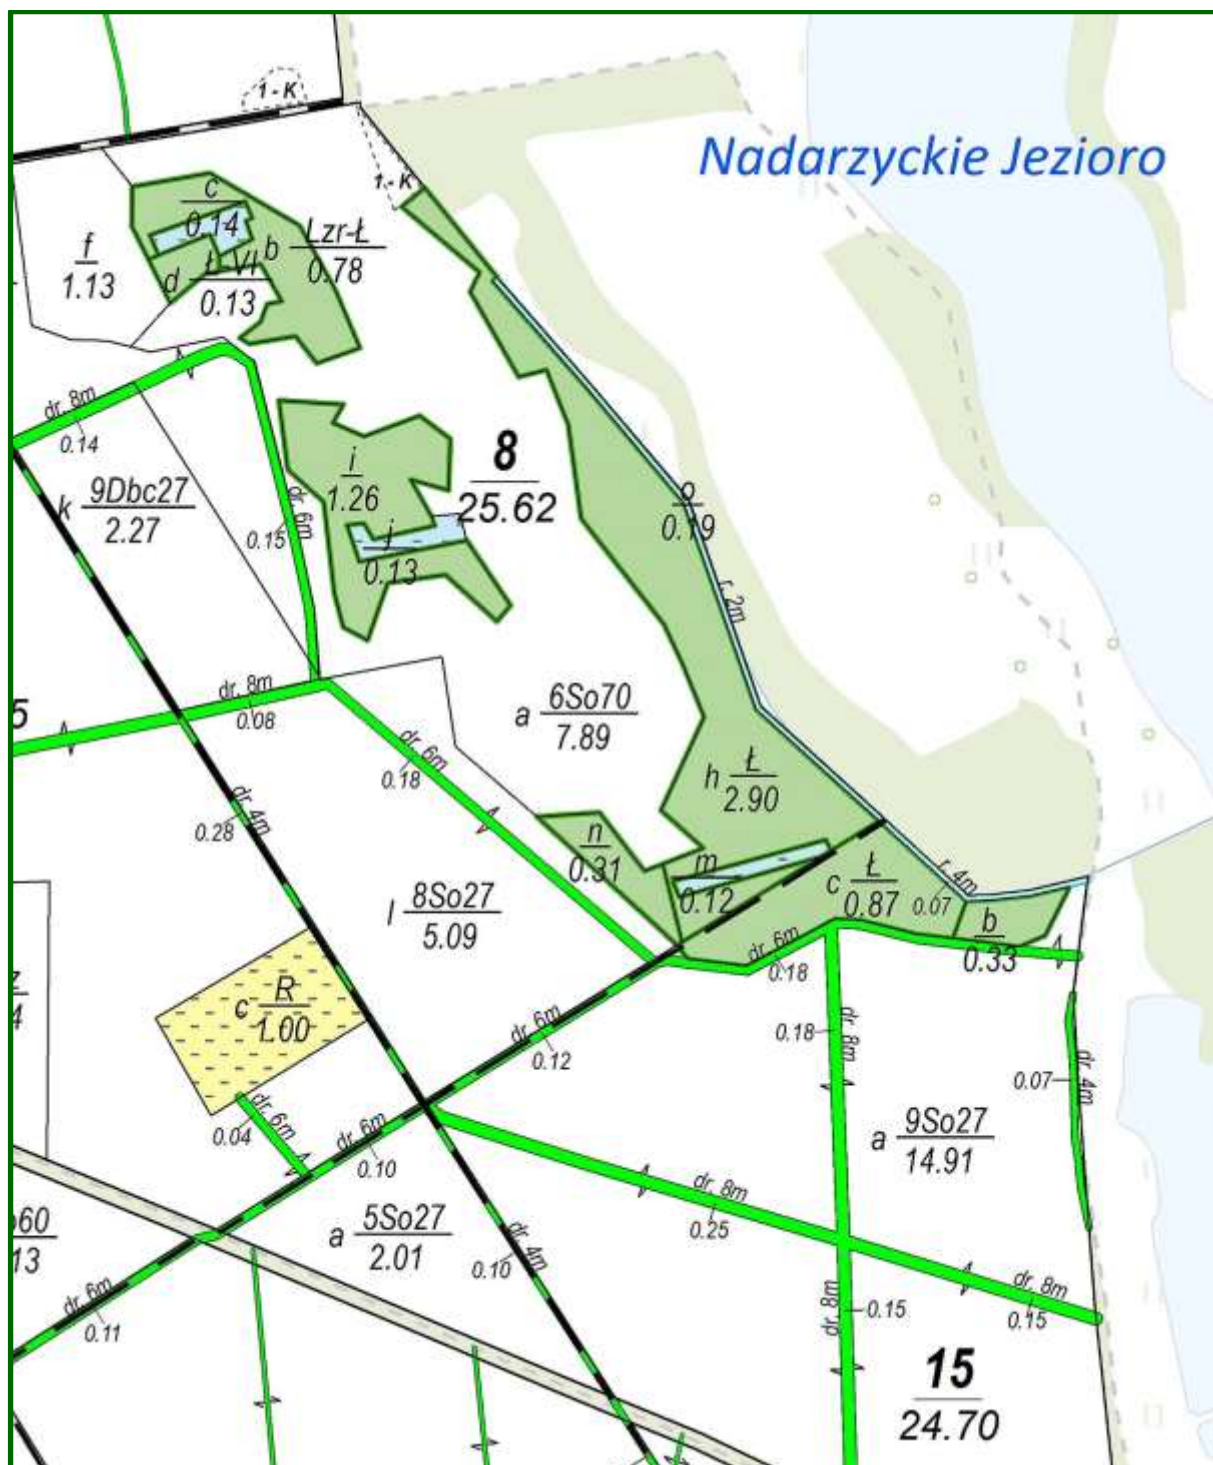 1 - K
Nadarzyckie Jezioro
1 - K
c
0.14
Lzr-Ł
b
0.78
f
1.13
Ł-VI
d
0.13
dr. 8m
0.14
8
25.62
i
1.26
9Dbc27
k
2.27
dr. 6m
0.15
j
0.13
o
0.19
r. 2m
dr. 8m
0.08
5
6So70
a
7.89
dr. 6m
0.18
Ł
h
2.90
dr. 4m
0.28
n
0.31
m
0.12
Ł
c
0.87
r. 4m
0.07
b
0.33
8So27
l
5.09
dr. 6m
0.18
R
c
1.00
z
4
dr. 6m
0.12
0.18
dr. 8m
0.07
dr. 4m
dr. 6m
0.04
dr. 6m
0.10
9So27
a
14.91
dr. 8m
0.25
o60
13
5So27
a
2.01
dr. 4m
0.10
dr. 6m
0.11
dr. 8m
0.15
dr. 8m
0.15
15
24.70